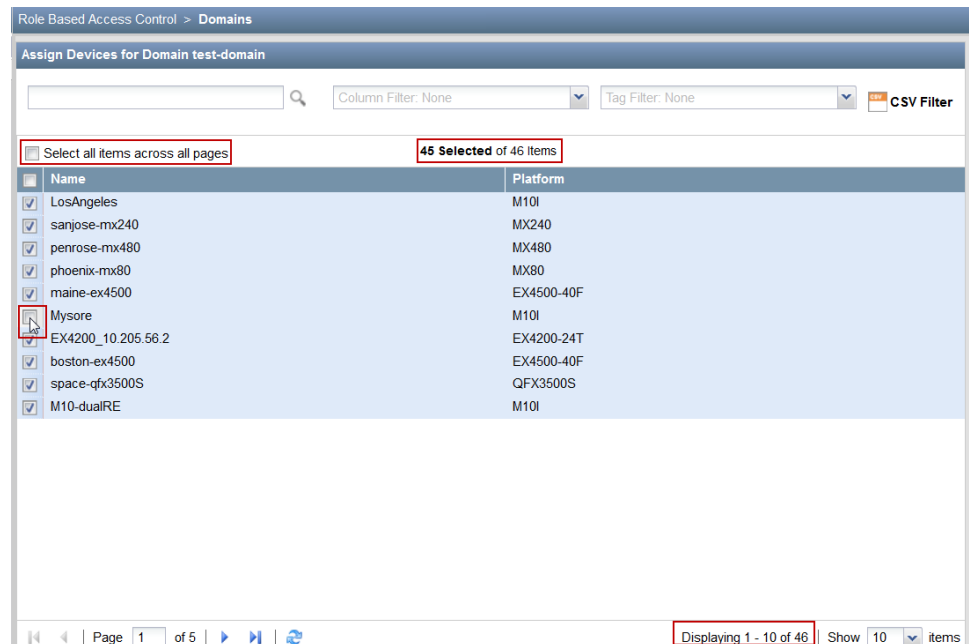 Role Based Access Control > Domains
Assign Devices for Domain test-domain
Column Filter: None Tag Filter: None CSV CSV Filter
Select all items across all pages 45 Selected of 46 Items
Name Platform
LosAngeles M10I
sanjose-mx240 MX240
penrose-mx480 MX480
phoenix-mx80 MX80
maine-ex4500 EX4500-40F
Mysore M10I
EX4200_10.205.56.2 EX4200-24T
boston-ex4500 EX4500-40F
space-qfx3500S QFX3500S
M10-dualRE M10I
Page 1 of 5 Displaying 1 - 10 of 46 Show 10 items